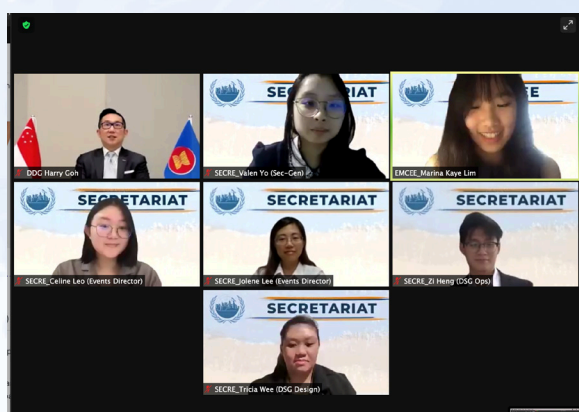 SECRETARIAT
DDG Harry Goh
SECRE_Valen Yo (Sec-Gen)
EMCEE_Marina Kaye Lim
SECRETARIAT
SECRETARIAT
SECRETARIAT
SECRE_Celine Leo (Events Director)
SECRE_Jolene Lee (Events Director)
SECRE_Zi Heng (DSG Ops)
SECRETARIAT
SECRE_Tricia Wee (DSG Design)